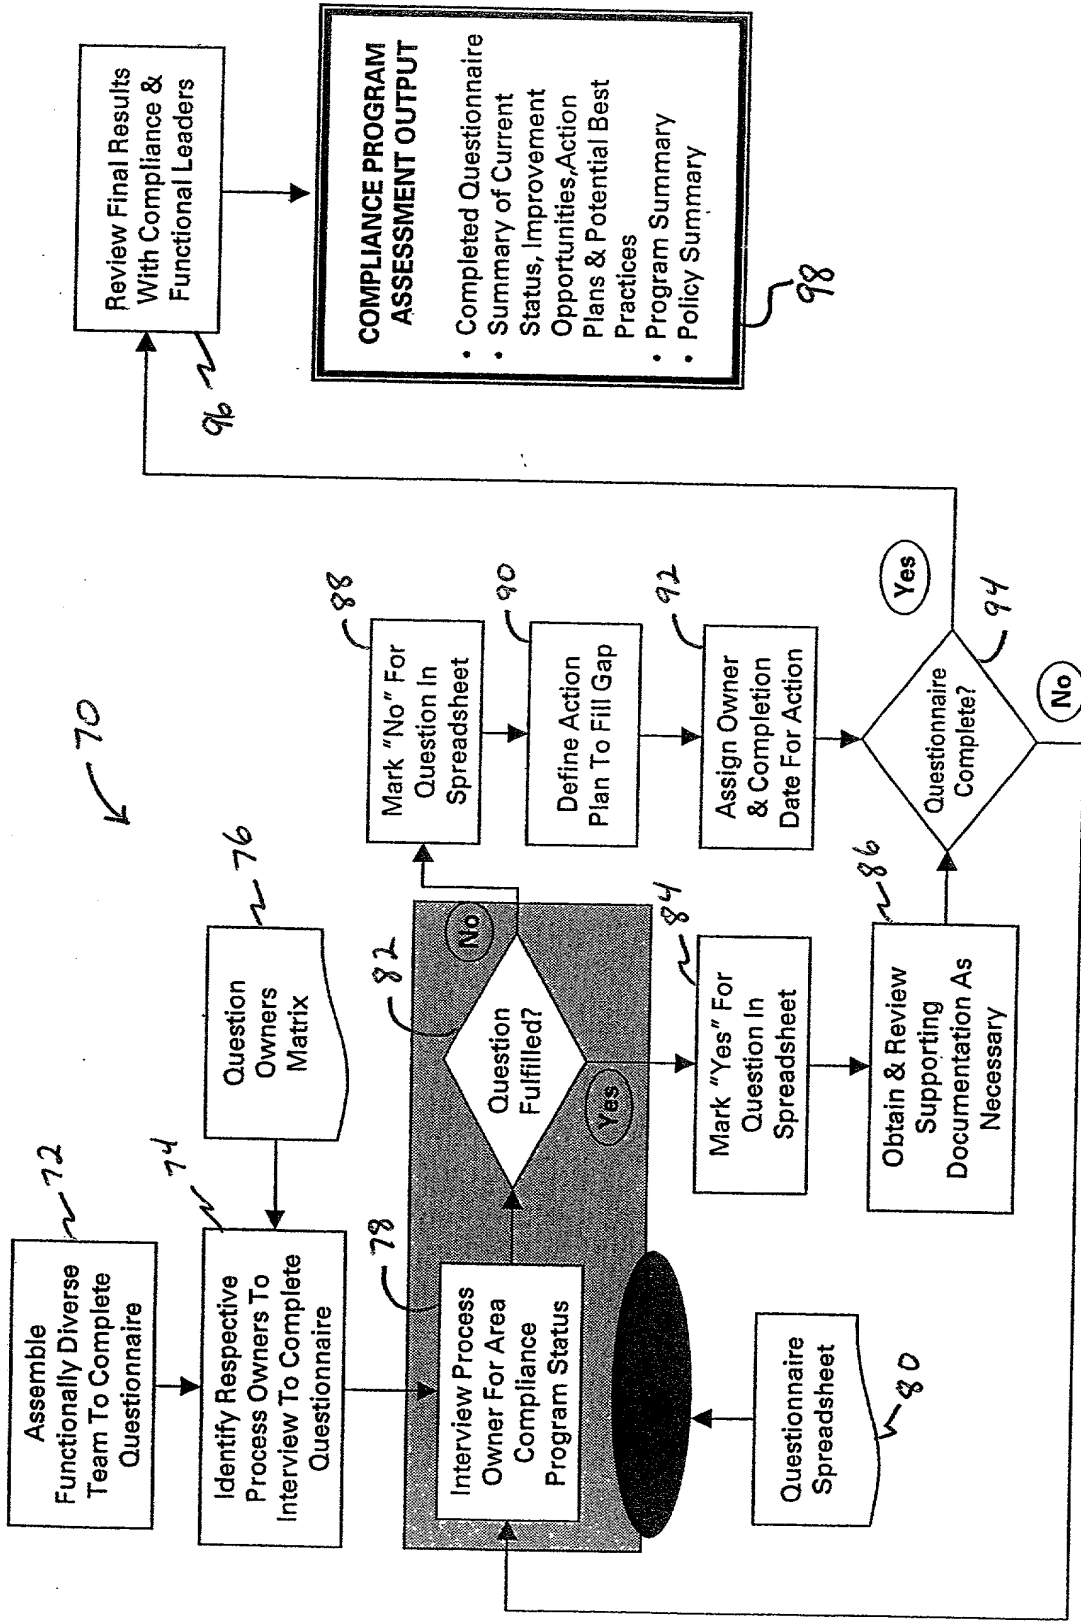 70
Assemble
Functionally Diverse
Team To Complete
Questionnaire
72
Identify Respective
Process Owners To
Interview To Complete
Questionnaire
74
Question
Owners
Matrix
76
Interview Process
Owner For Area
Compliance
Program Status
78
Questionnaire
Spreadsheet
80
Question
Fulfilled?
82
No
Yes
Mark "Yes" For
Question In
Spreadsheet
84
Obtain & Review
Supporting
Documentation As
Necessary
86
Mark "No" For
Question In
Spreadsheet
88
Define Action
Plan To Fill Gap
90
Assign Owner
& Completion
Date For Action
92
Questionnaire
Complete?
94
Yes
No
Review Final Results
With Compliance &
Functional Leaders
96
COMPLIANCE PROGRAM
ASSESSMENT OUTPUT
• Completed Questionnaire
• Summary of Current
Status, Improvement
Opportunities,Action
Plans & Potential Best
Practices
• Program Summary
• Policy Summary
98